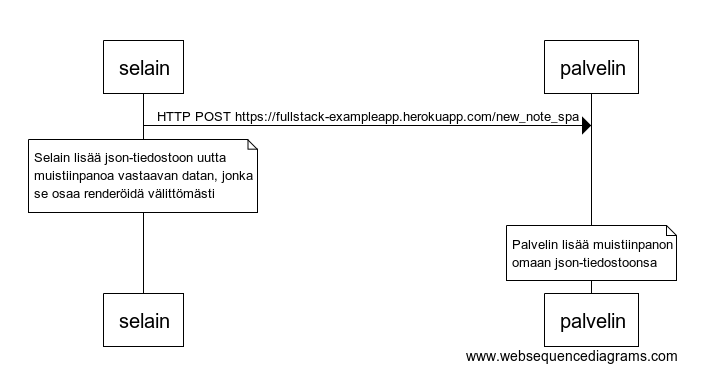 selain
palvelin
HTTP POST https://fullstack-exampleapp.herokuapp.com/new_note_spa
Selain lisää json-tiedostoon uutta
muistiinpanoa vastaavan datan, jonka
se osaa renderöidä välittömästi
Palvelin lisää muistiinpanon
omaan json-tiedostoonsa
selain
palvelin
www.websequencediagrams.com